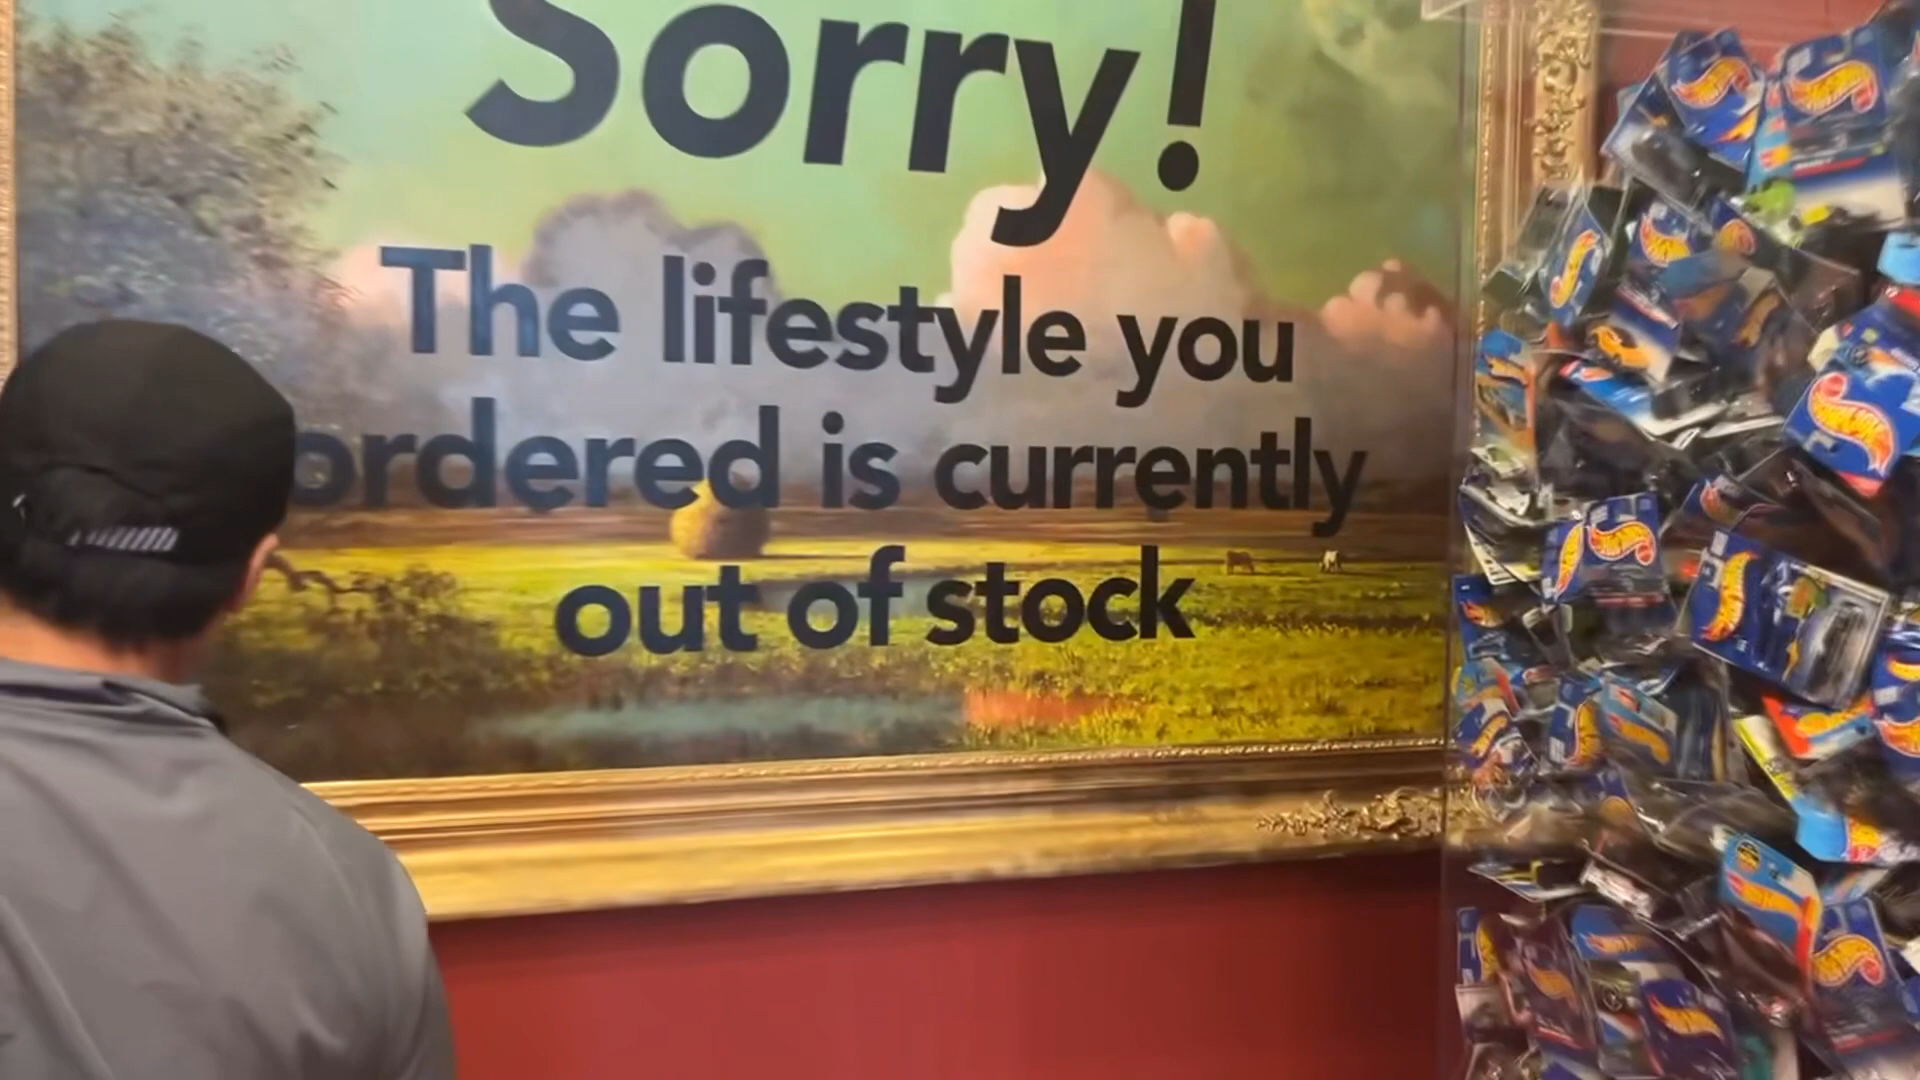 Sorry!
The lifestyle you
ordered is currently
out of stock